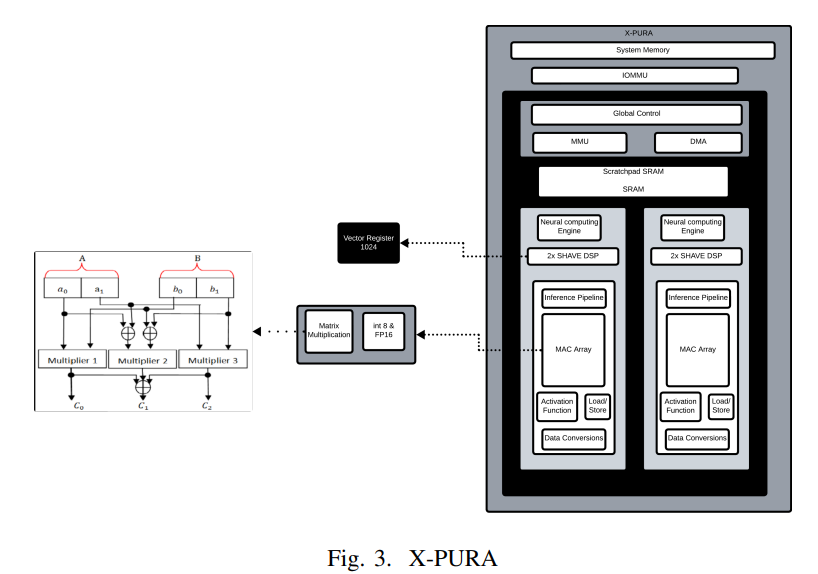 X-PURA
System Memory
IOMMU
Global Control
MMU
DMA
Scratchpad SRAM
SRAM
Neural computing
Engine
2x SHAVE DSP
Inference Pipeline
MAC Array
Activation
Function
Load/
Store
Data Conversions
Neural computing
Engine
2x SHAVE DSP
Inference Pipeline
MAC Array
Activation
Function
Load/
Store
Data Conversions
Vector Register
1024
Matrix
Multiplication
int 8 &
FP16
A
B
a₀
a₁
b₀
b₁
Multiplier 1
Multiplier 2
Multiplier 3
C₀
C₁
C₂
Fig. 3. X-PURA